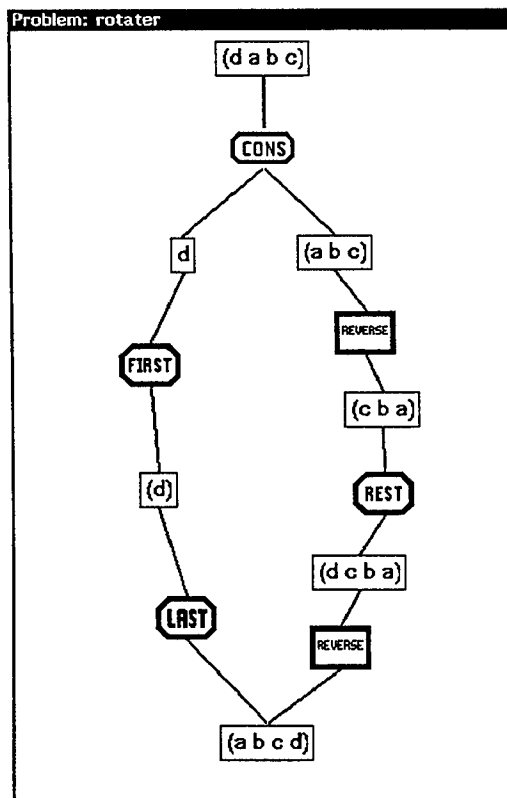 Problem: rotater
(d a b c)
CONS
d
(a b c)
REVERSE
FIRST
(c b a)
(d)
REST
(d c b a)
LAST
REVERSE
(a b c d)